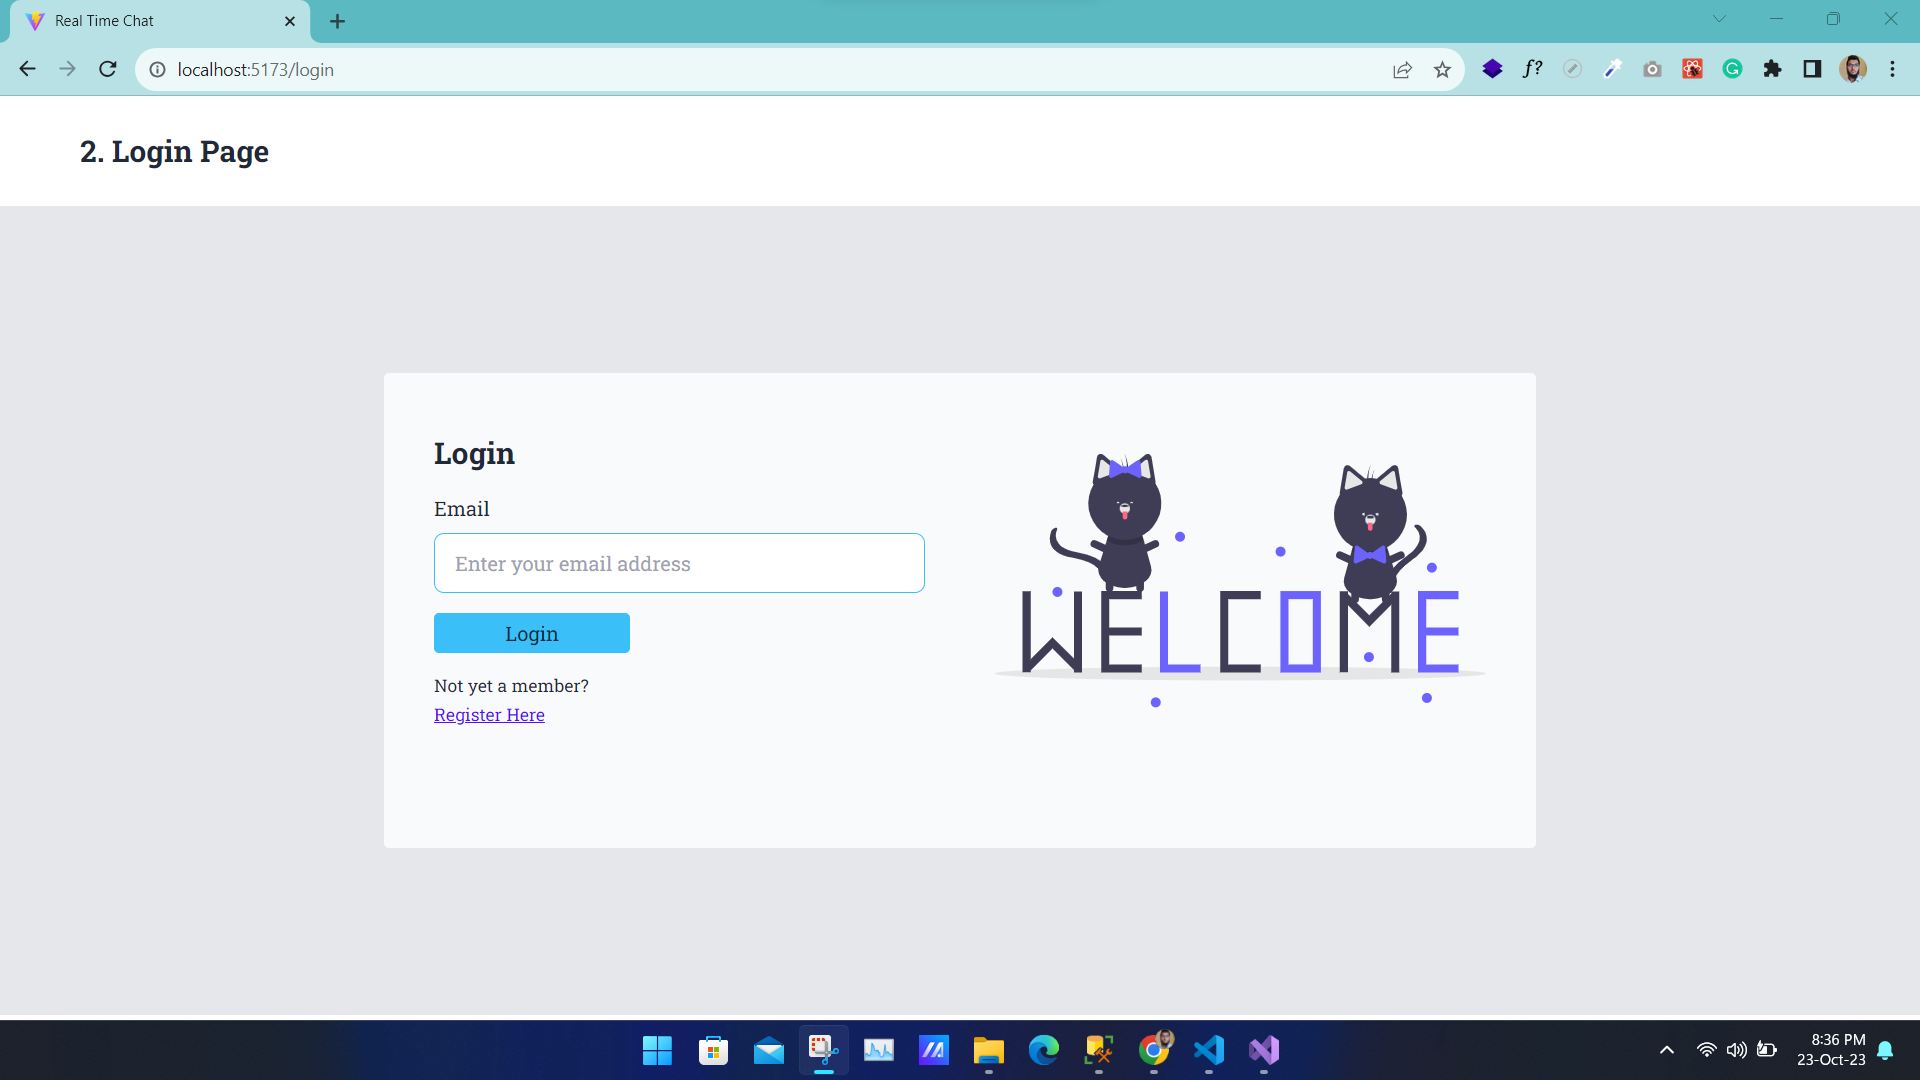 Real Time Chat
localhost:5173/login
f?
2. Login Page
Login
Email
Enter your email address
Login
Not yet a member?
Register Here
WELCOME
8:36 PM
23-Oct-23